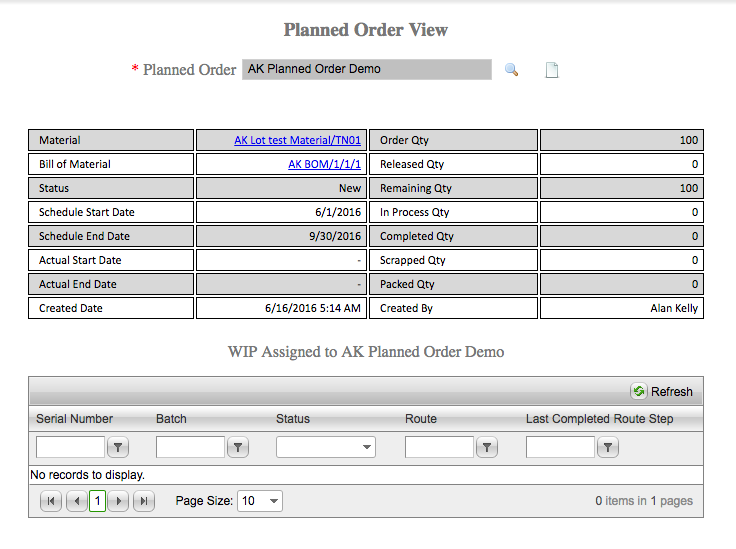 Planned Order View
* Planned Order AK Planned Order Demo
Material AK Lot test Material/TN01 Order Qty 100
Bill of Material AK BOM/1/1/1 Released Qty 0
Status New Remaining Qty 100
Schedule Start Date 6/1/2016 In Process Qty 0
Schedule End Date 9/30/2016 Completed Qty 0
Actual Start Date - Scrapped Qty 0
Actual End Date - Packed Qty 0
Created Date 6/16/2016 5:14 AM Created By Alan Kelly
WIP Assigned to AK Planned Order Demo
Refresh
Serial Number Batch Status Route Last Completed Route Step
No records to display.
1 Page Size: 10 0 items in 1 pages